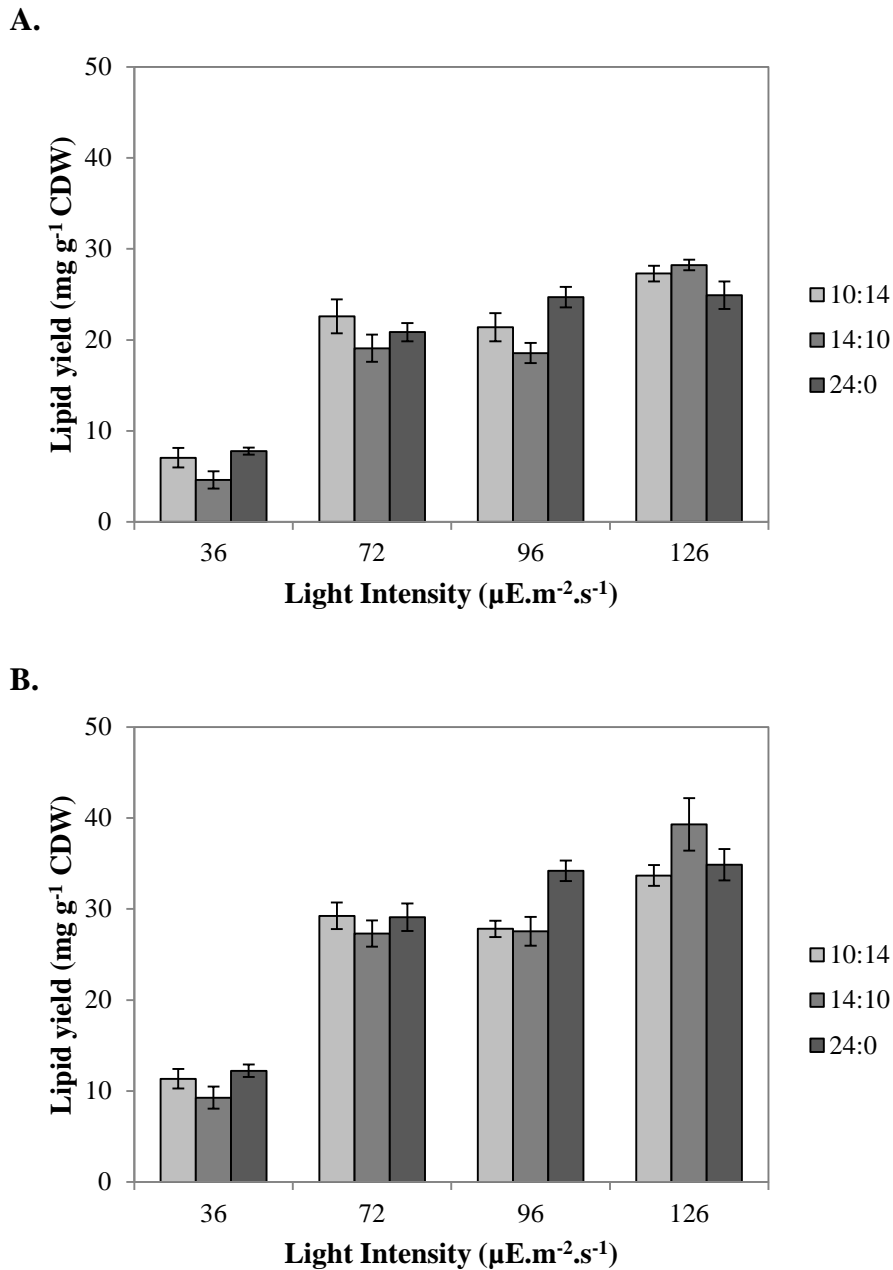 A.
50
40
30
20
10
0
Lipid yield (mg g⁻¹ CDW)
36 72 96 126
Light Intensity (µE.m⁻².s⁻¹)
10:14
14:10
24:0
B.
50
40
30
20
10
0
Lipid yield (mg g⁻¹ CDW)
36 72 96 126
Light Intensity (µE.m⁻².s⁻¹)
10:14
14:10
24:0